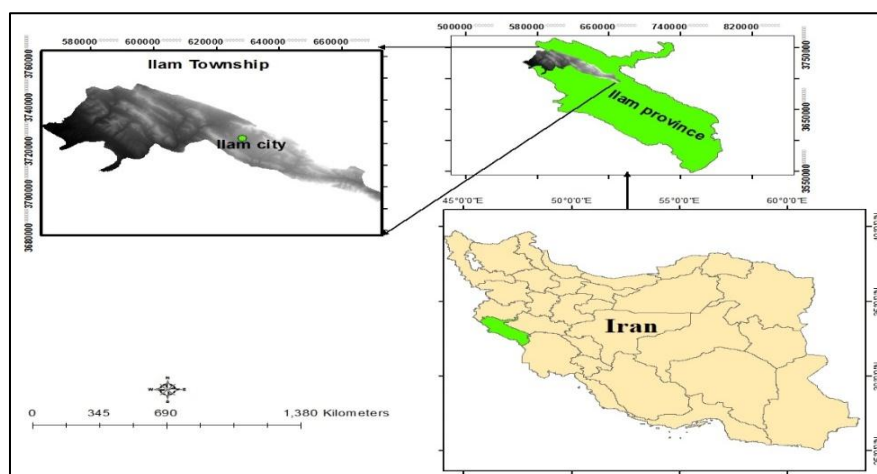 580000 600000 620000 640000 660000
Ilam Township
3760000
3740000
3720000
3700000
3680000
Ilam city
500000 580000 660000 740000 820000
Ilam province
3750000
3650000
3550000
45°0'0"E 50°0'0"E 55°0'0"E 60°0'0"E
Iran
N
W E
S
0 345 690 1,380 Kilometers